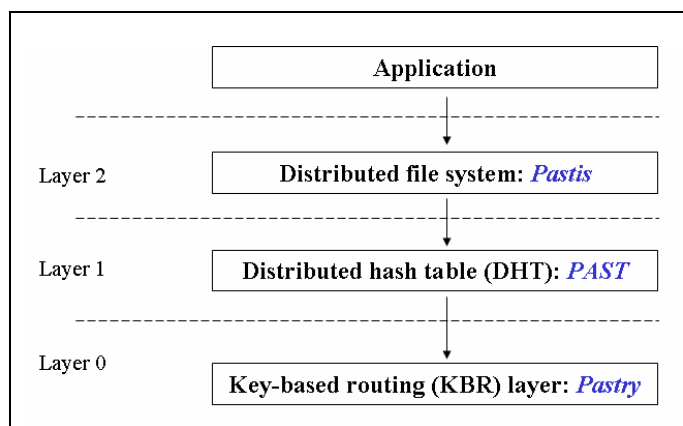 Application
Layer 2
Distributed file system: Pastis
Layer 1
Distributed hash table (DHT): PAST
Layer 0
Key-based routing (KBR) layer: Pastry